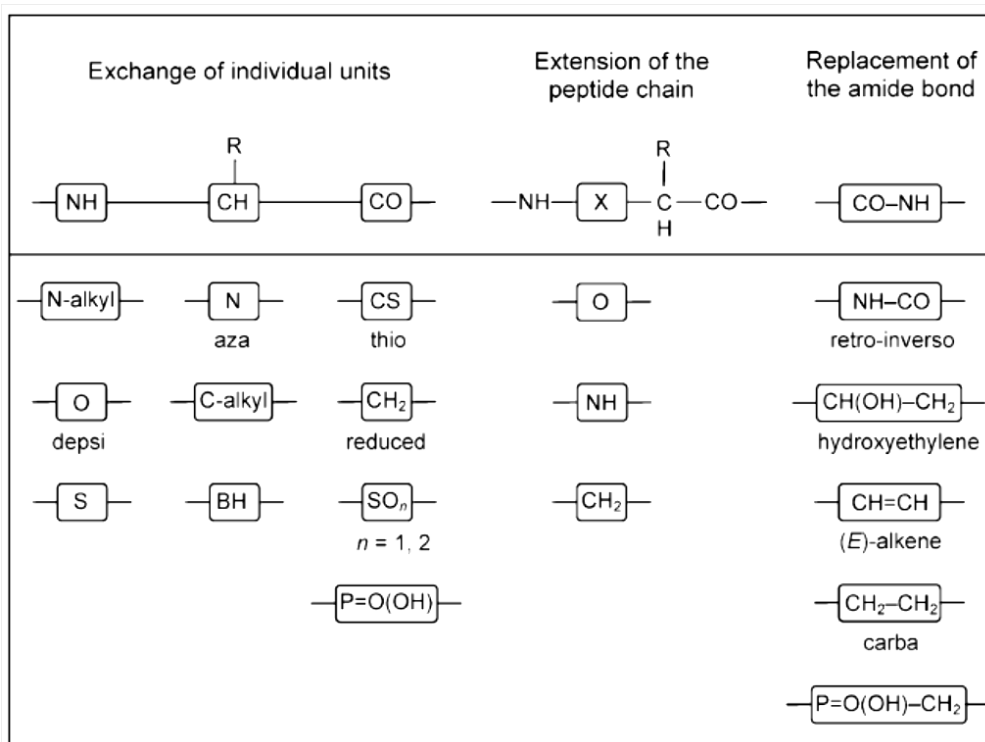 Exchange of individual units
Extension of the
peptide chain
Replacement of
the amide bond
R
NH CH CO
R
NH X C CO
H
CO–NH
N-alkyl N CS O NH–CO
aza thio retro-inverso
O C-alkyl CH₂ NH CH(OH)–CH₂
depsi reduced hydroxyethylene
S BH SOₙ CH₂ CH=CH
n = 1, 2 (E)-alkene
P=O(OH) CH₂–CH₂
carba
P=O(OH)–CH₂